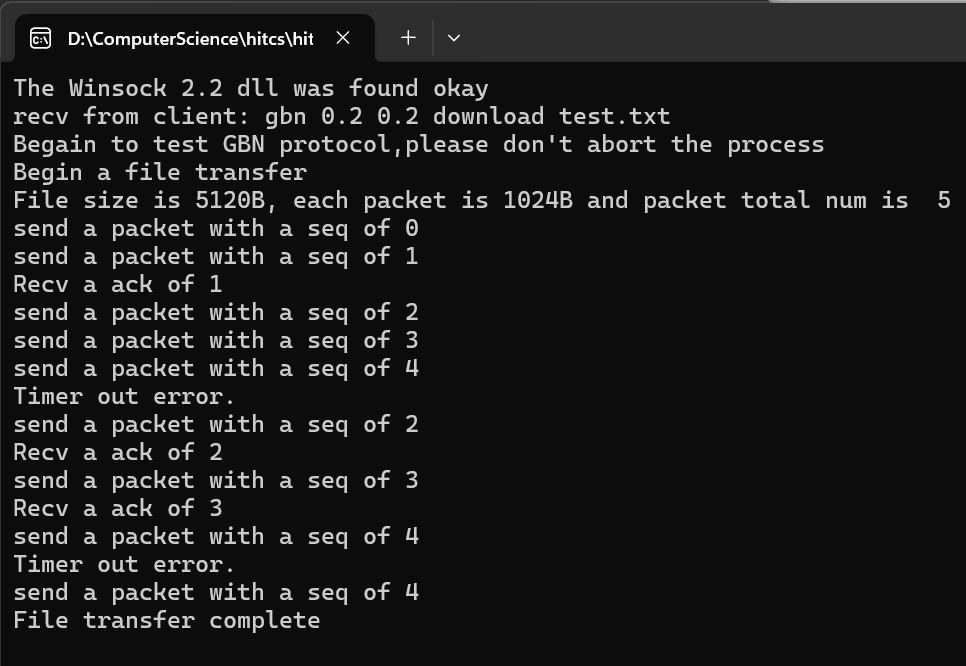 D:\ComputerScience\hitcs\hit
The Winsock 2.2 dll was found okay
recv from client: gbn 0.2 0.2 download test.txt
Begain to test GBN protocol,please don't abort the process
Begin a file transfer
File size is 5120B, each packet is 1024B and packet total num is  5
send a packet with a seq of 0
send a packet with a seq of 1
Recv a ack of 1
send a packet with a seq of 2
send a packet with a seq of 3
send a packet with a seq of 4
Timer out error.
send a packet with a seq of 2
Recv a ack of 2
send a packet with a seq of 3
Recv a ack of 3
send a packet with a seq of 4
Timer out error.
send a packet with a seq of 4
File transfer complete